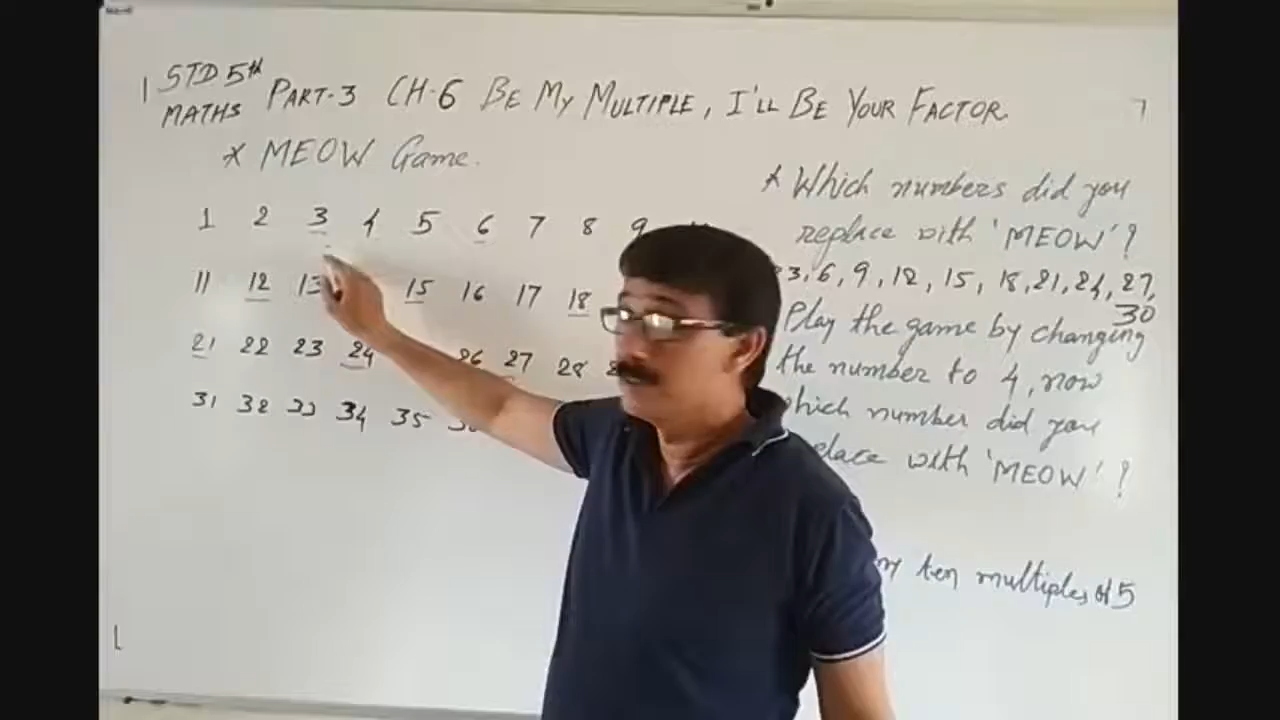 STD 5th
MATHS PART-3 CH-6 BE MY MULTIPLE, I'LL BE YOUR FACTOR
* MEOW Game.
1 2 3 4 5 6 7 8 9
11 12 13 15 16 17 18
21 22 23 24 26 27 28
31 32 33 34 35
* Which numbers did you
replace with 'MEOW'?
3, 6, 9, 12, 15, 18, 21, 24, 27,
30
Play the game by changing
the number to 4, now
which number did you
with 'MEOW'?
ten multiples of 5